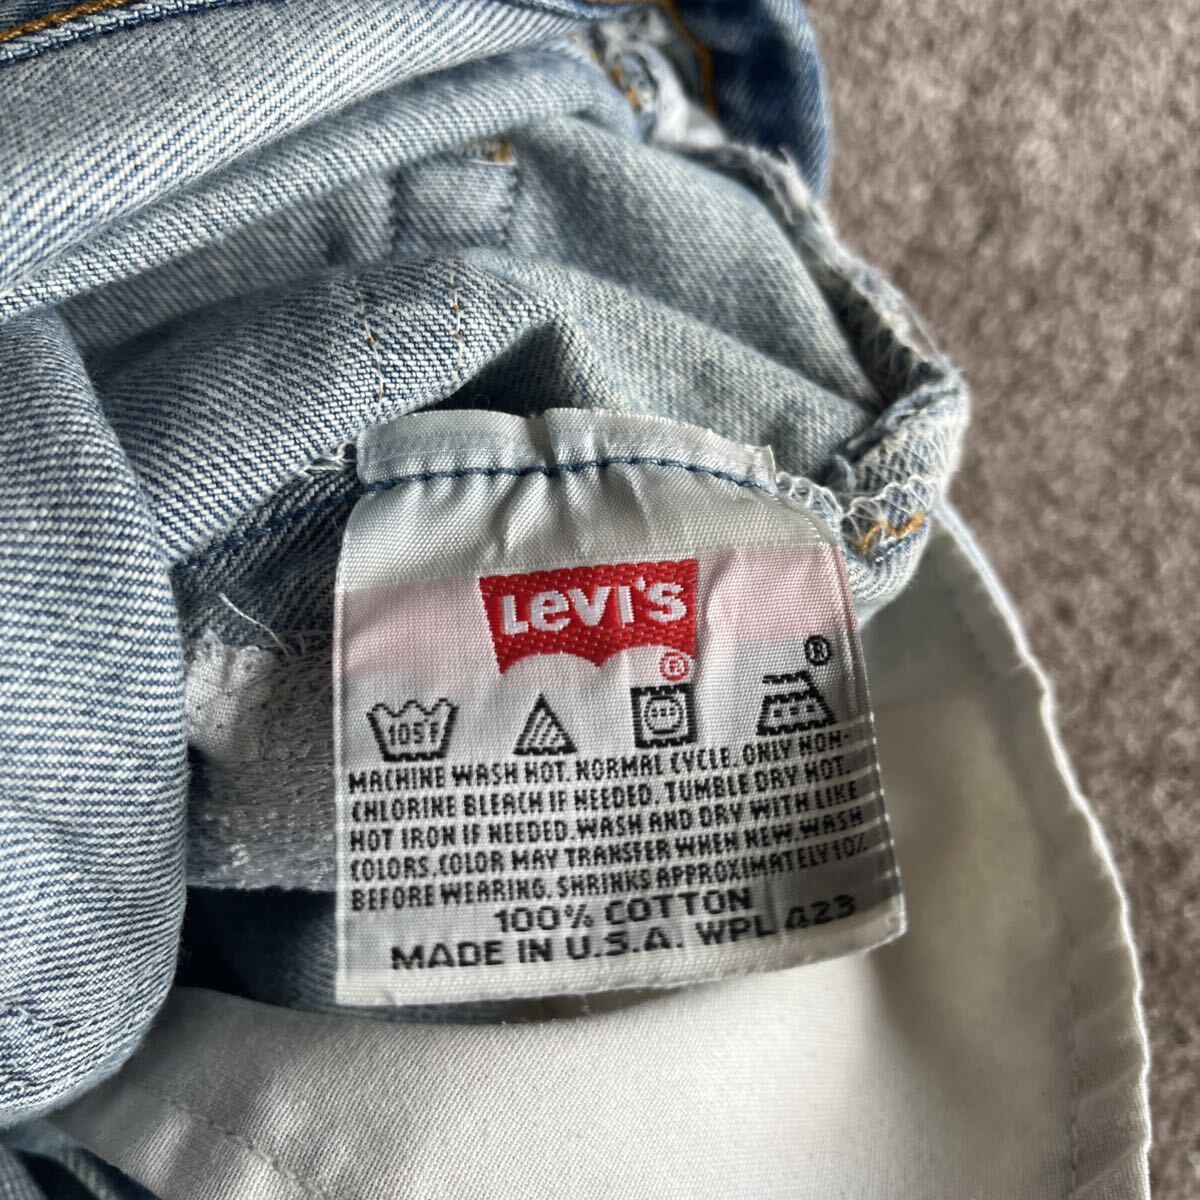 Levi's
®
®
105F
MACHINE WASH HOT. NORMAL CYCLE. ONLY NON-
CHLORINE BLEACH IF NEEDED. TUMBLE DRY HOT.
HOT IRON IF NEEDED. WASH AND DRY WITH LIKE
COLORS. COLOR MAY TRANSFER WHEN NEW. WASH
BEFORE WEARING. SHRINKS APPROXIMATELY 10%
100% COTTON
MADE IN U.S.A. WPL 423